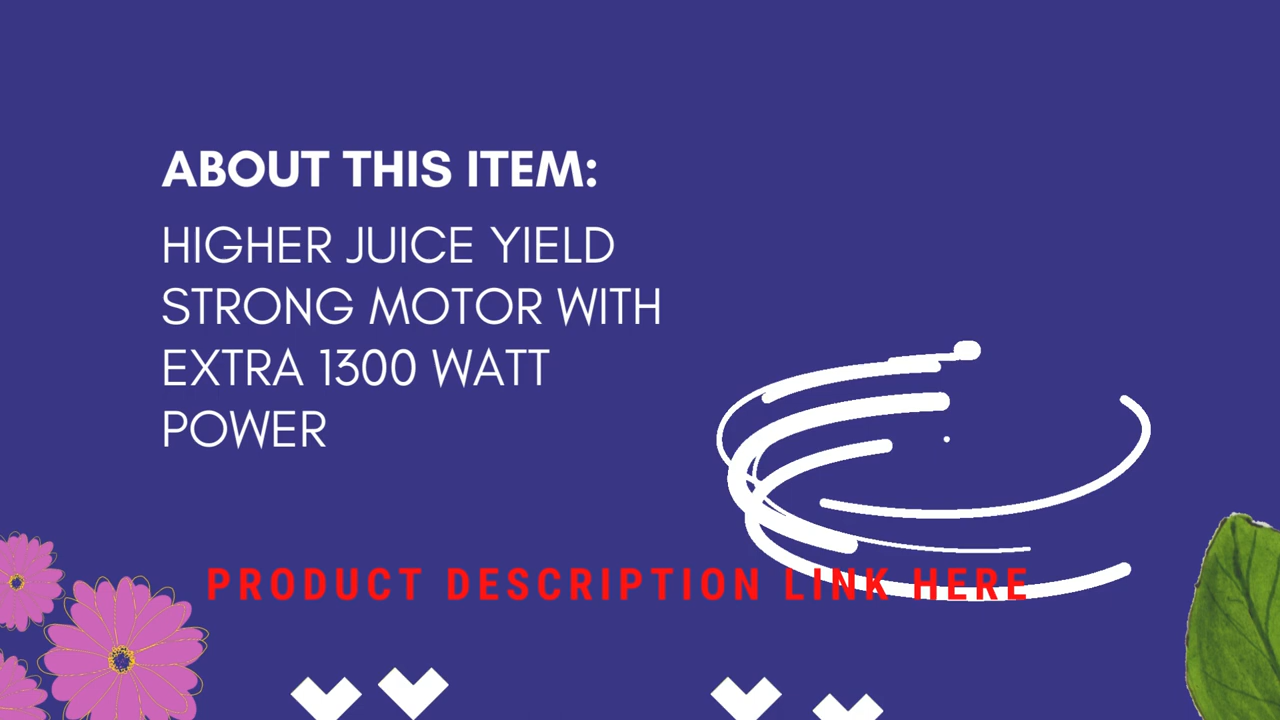 ABOUT THIS ITEM:
HIGHER JUICE YIELD
STRONG MOTOR WITH
EXTRA 1300 WATT
POWER
PRODUCT DESCRIPTION LINK HERE